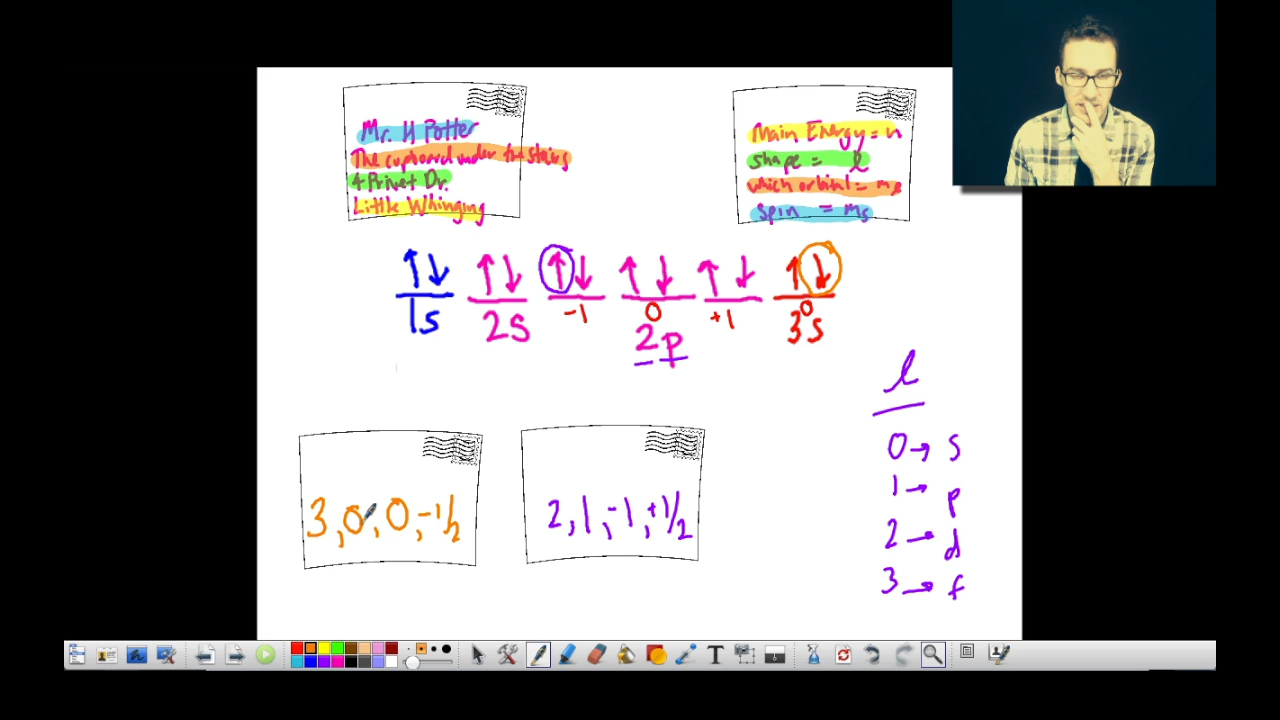 Mr. H Potter
The cupboard under the stairs
4 Privet Dr.
Little Whinging
Main Energy = n
shape = l
which orbital = ml
spin = ms
↑↓ ↑↓ ↑↓ ↑↓ ↑↓ ↑↓
-1 0 +1 0
1s 2s 2p 3s
l
0 → s
1 → p
2 → d
3 → f
3, 0, 0, -1/2
2, 1, -1, +1/2
T